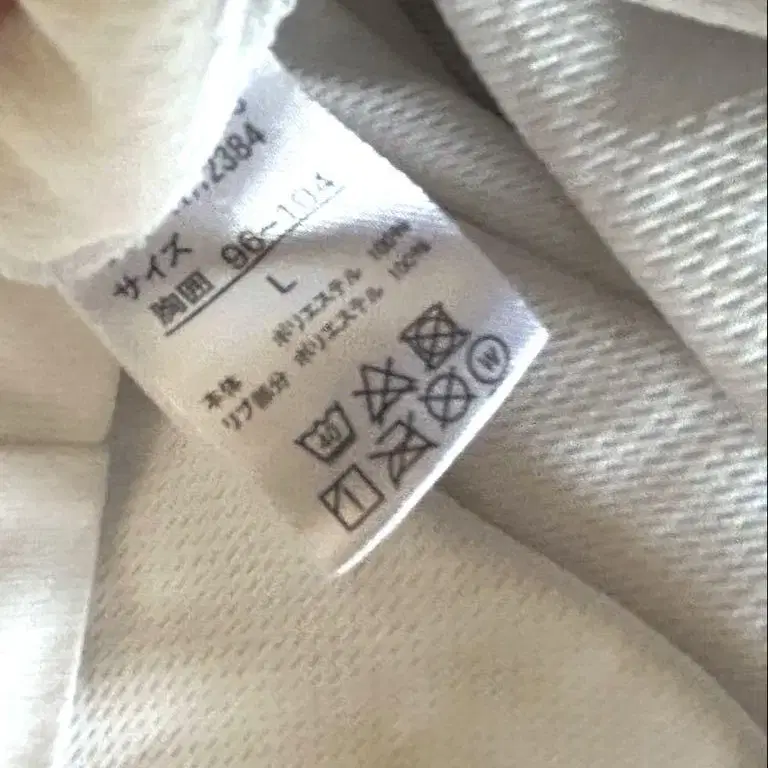 2384
サイズ
胸囲 96~104
L
本体 ポリエステル 100%
リブ部分 ポリエステル 100%
40
W